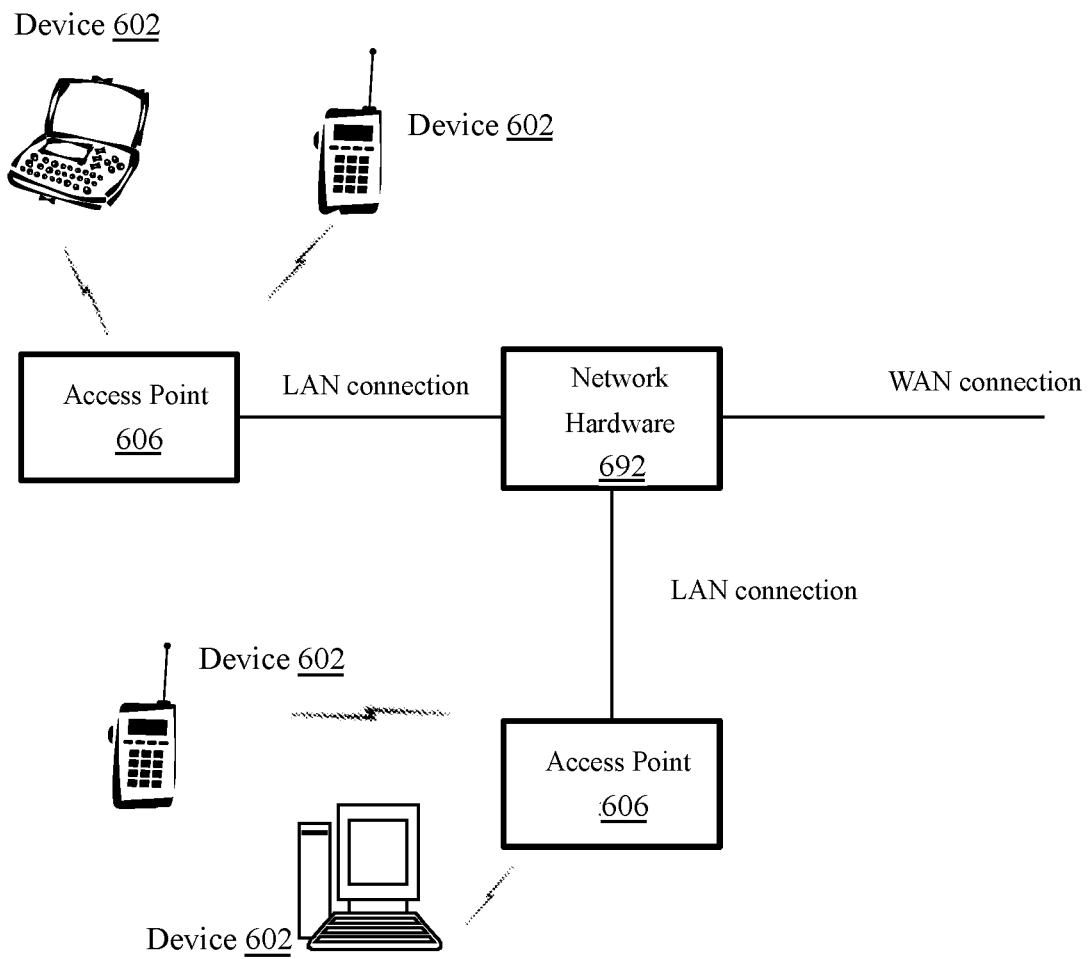 Device 602
Device 602
Access Point
606
LAN connection
Network
Hardware
692
WAN connection
LAN connection
Device 602
Access Point
606
Device 602